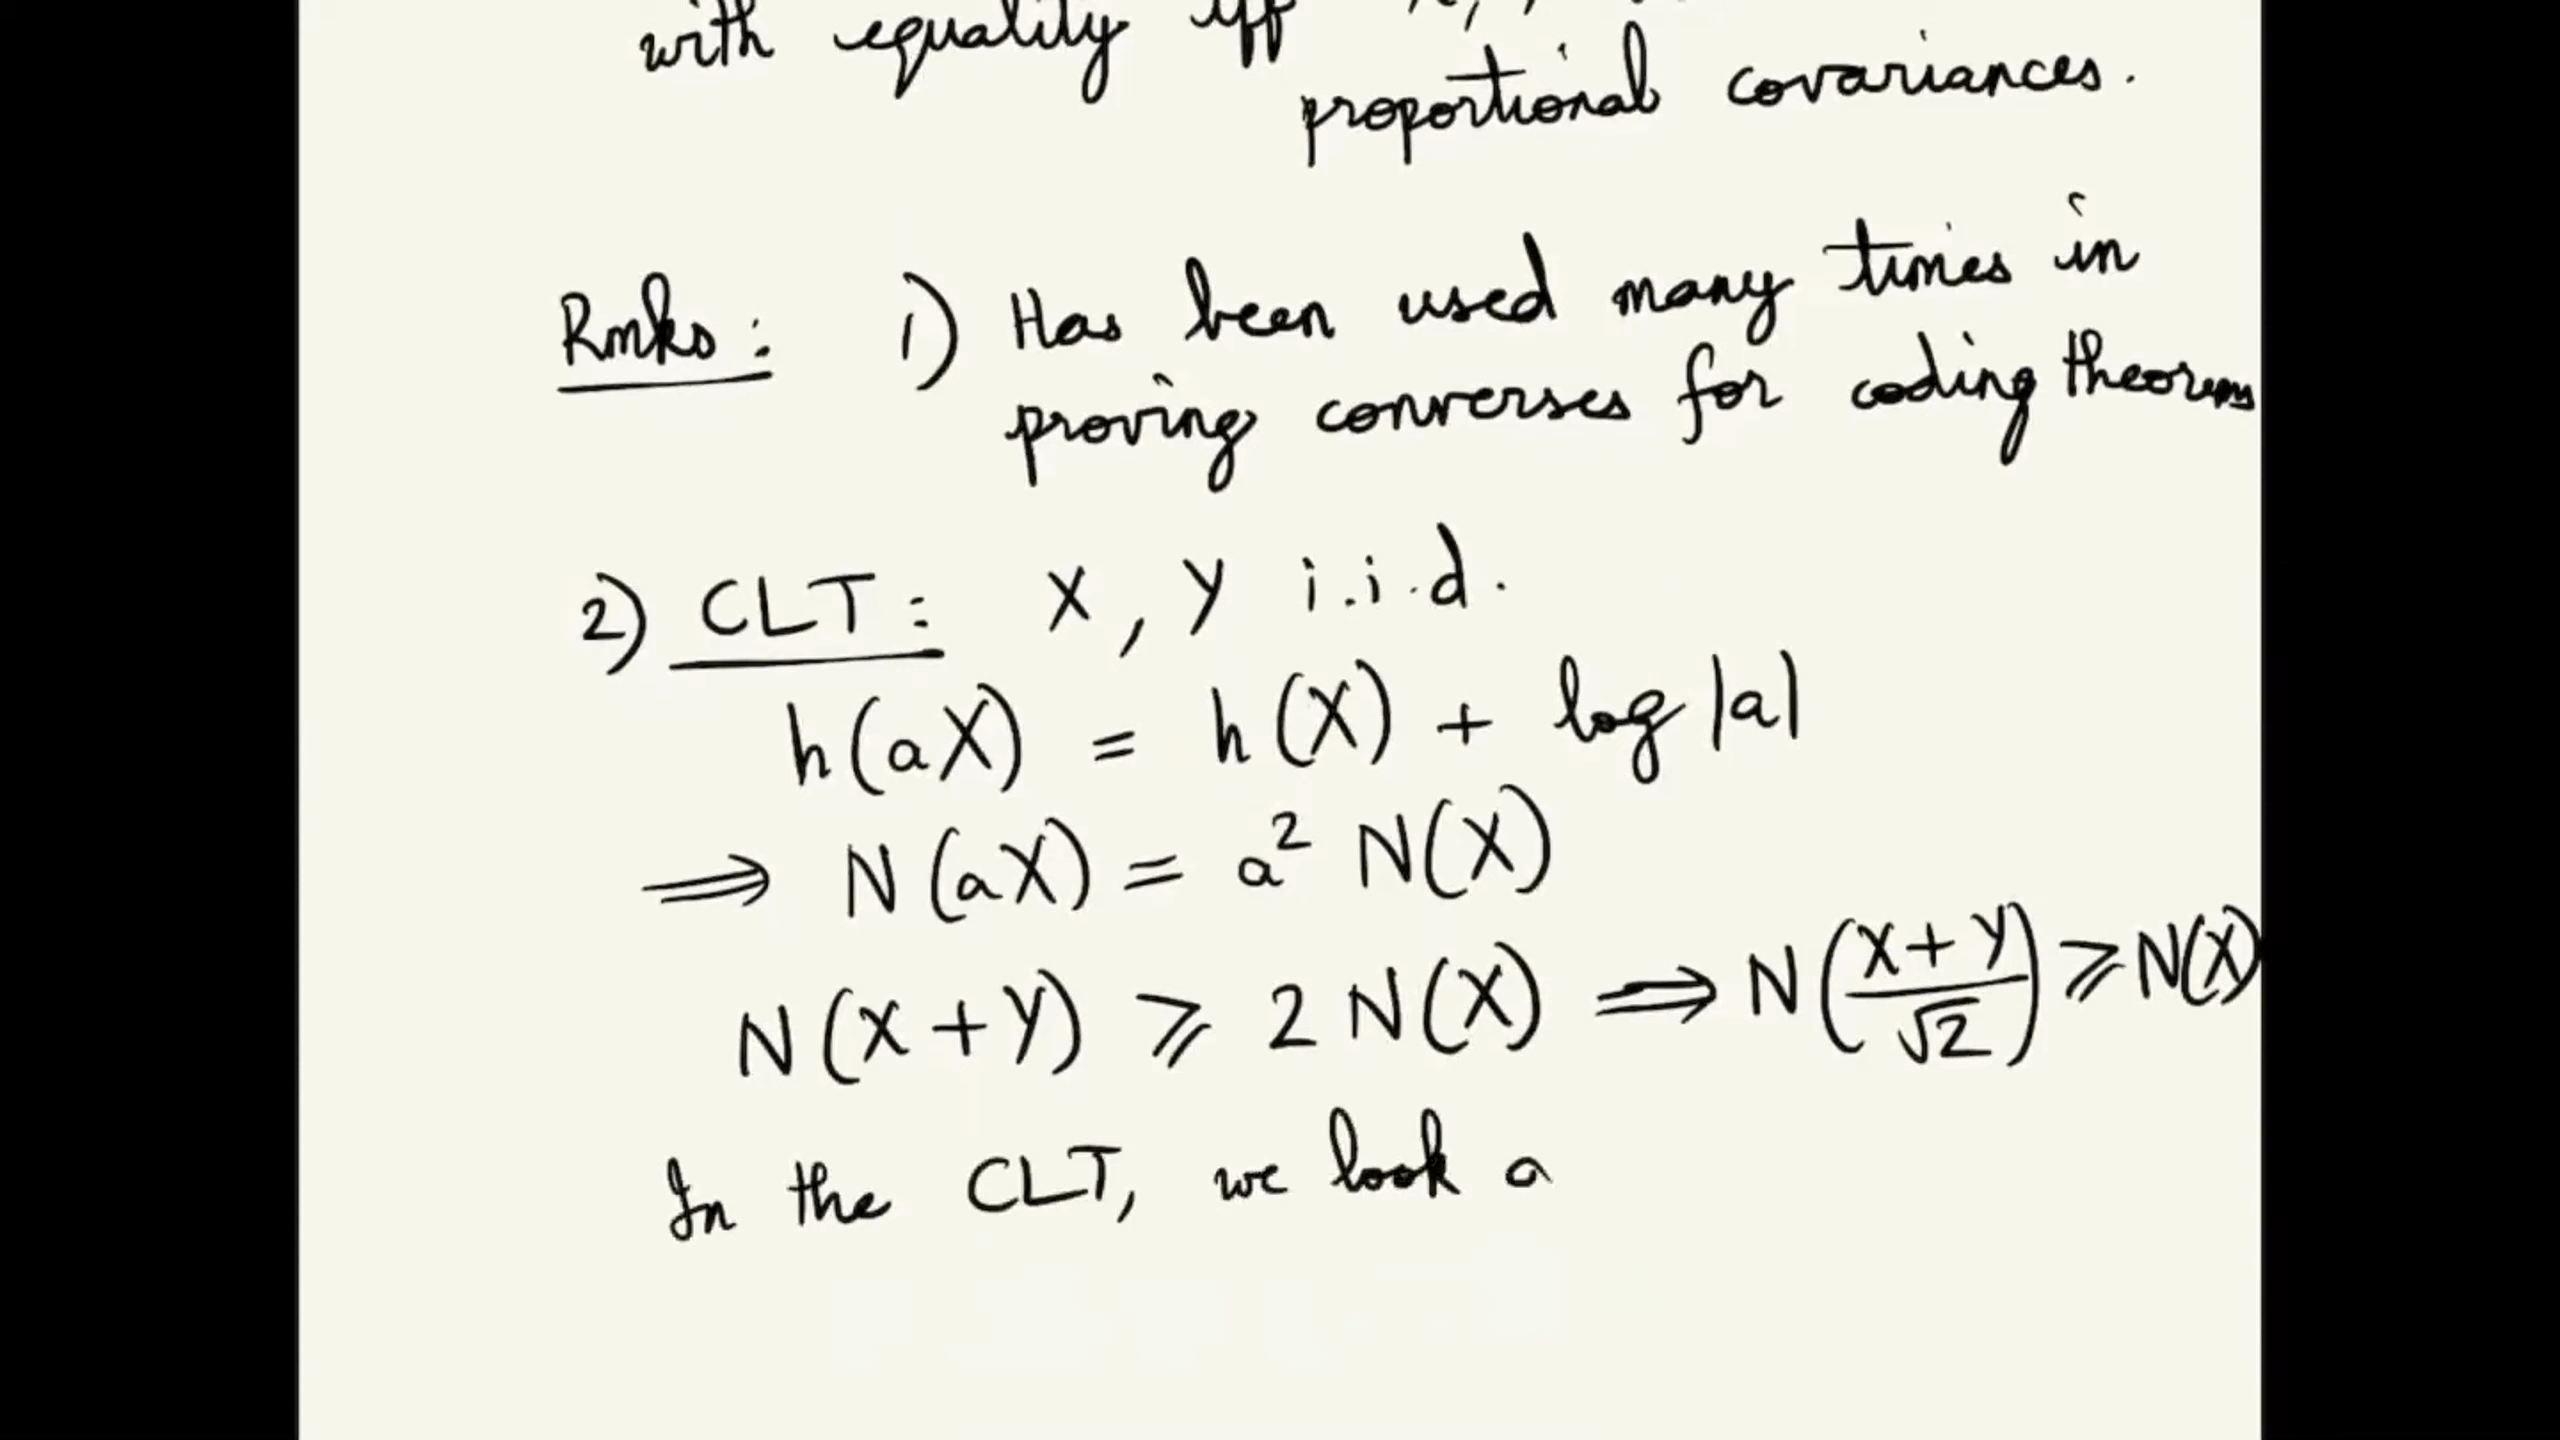 with equality iff
proportional covariances.
Rmks: 1) Has been used many times in
proving converses for coding theorems
2) CLT: X, Y i.i.d.
h(aX) = h(X) + log |a|
⟹ N(aX) = a² N(X)
N(X+Y) ⩾ 2 N(X) ⟹ N((X+Y)/√2) ⩾ N(X)
In the CLT, we look a